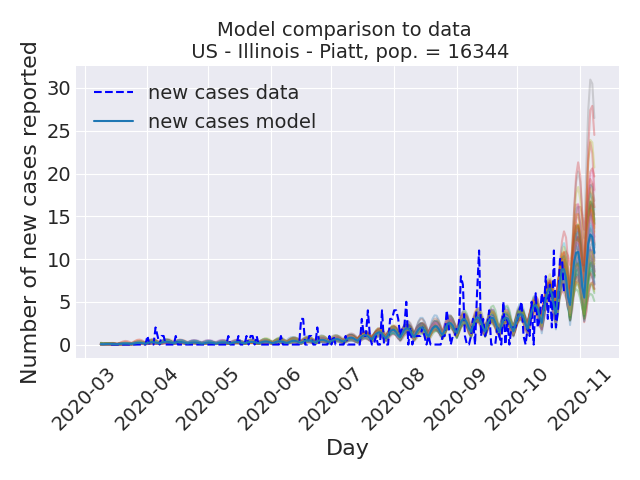 Model comparison to data
US - Illinois - Piatt, pop. = 16344
Number of new cases reported
30
25
20
15
10
5
0
new cases data
new cases model
2020-03
2020-04
2020-05
2020-06
2020-07
2020-08
2020-09
2020-10
2020-11
Day